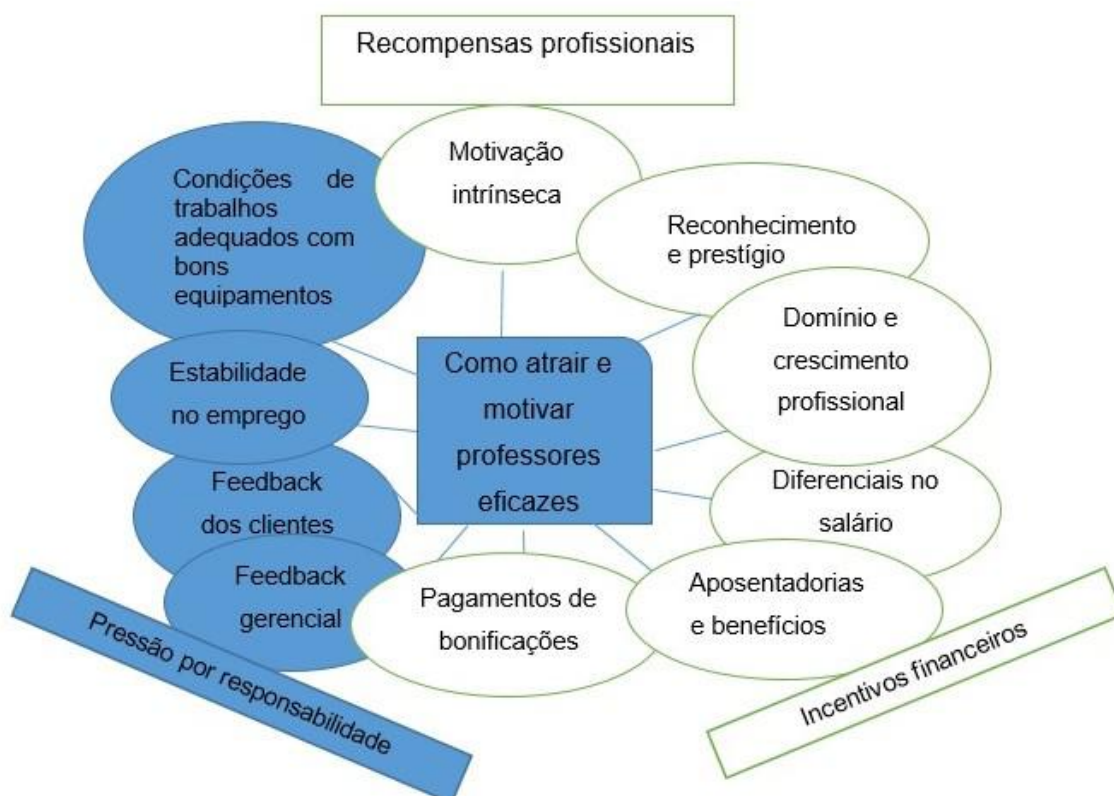 Recompensas profissionais
Motivação
intrínseca
Condições de
trabalhos
adequados com
bons
equipamentos
Reconhecimento
e prestígio
Domínio e
crescimento
profissional
Como atrair e
motivar
professores
eficazes
Estabilidade
no emprego
Feedback
dos clientes
Diferenciais no
salário
Feedback
gerencial
Pagamentos de
bonificações
Aposentadorias
e benefícios
Pressão por responsabilidade
Incentivos financeiros